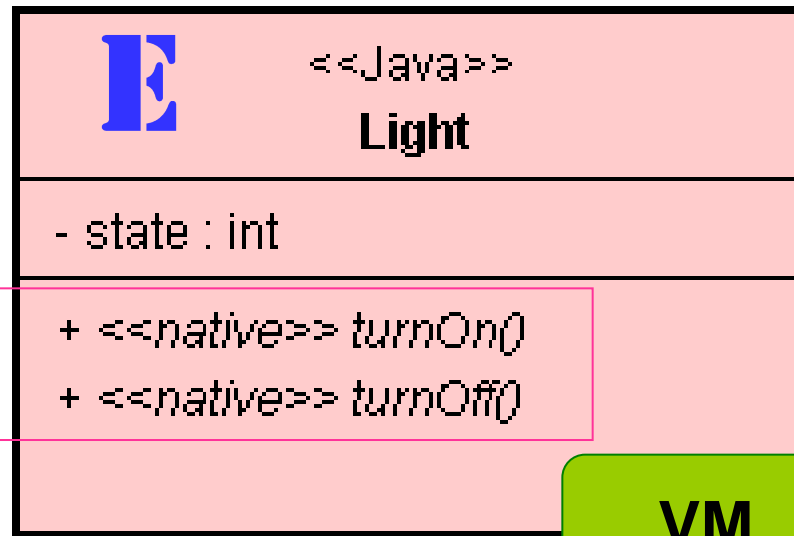 E
<<Java>>
Light
- state : int
+ <<native>> turnOn()
+ <<native>> turnOff()
VM